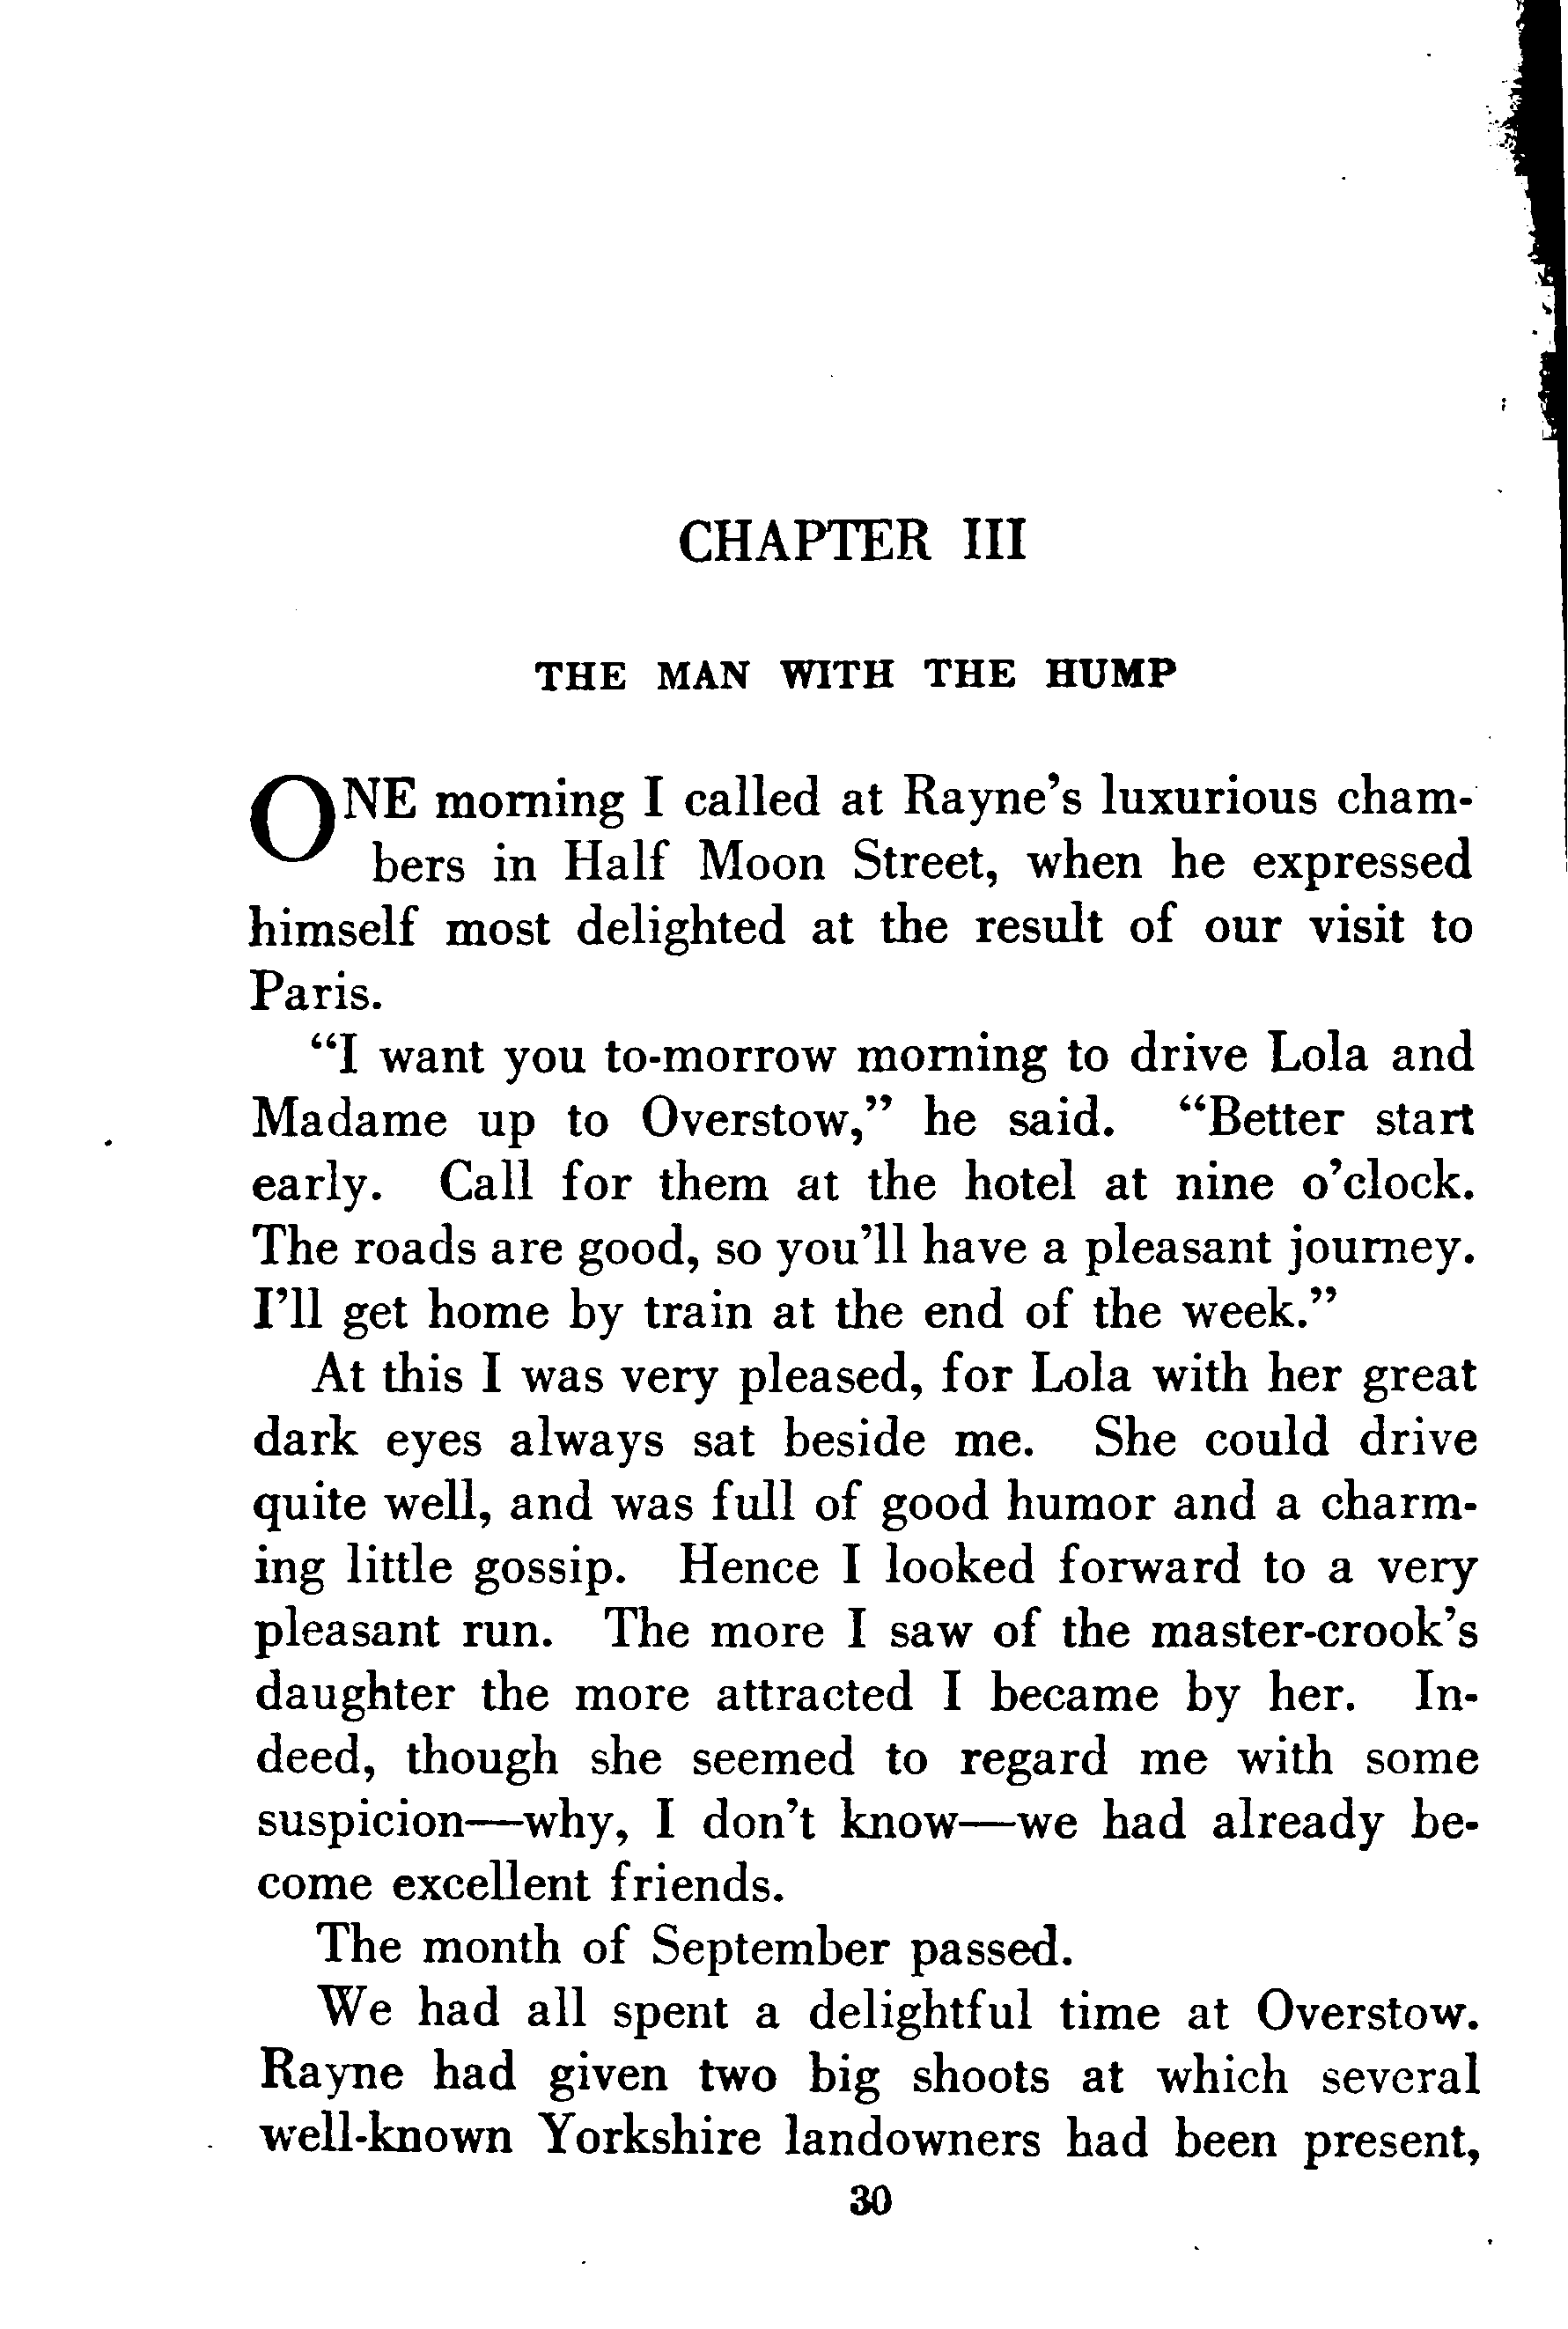 CHAPTER III
THE MAN WITH THE HUMP
ONE morning I called at Rayne's luxurious cham-
bers in Half Moon Street, when he expressed
himself most delighted at the result of our visit to
Paris.
"I want you to-morrow morning to drive Lola and
Madame up to Overstow," he said. "Better start
early. Call for them at the hotel at nine o'clock.
The roads are good, so you'll have a pleasant journey.
I'll get home by train at the end of the week."
At this I was very pleased, for Lola with her great
dark eyes always sat beside me. She could drive
quite well, and was full of good humor and a charm-
ing little gossip. Hence I looked forward to a very
pleasant run. The more I saw of the master-crook's
daughter the more attracted I became by her. In-
deed, though she seemed to regard me with some
suspicion—why, I don't know—we had already be-
come excellent friends.
The month of September passed.
We had all spent a delightful time at Overstow.
Rayne had given two big shoots at which several
well-known Yorkshire landowners had been present,
30